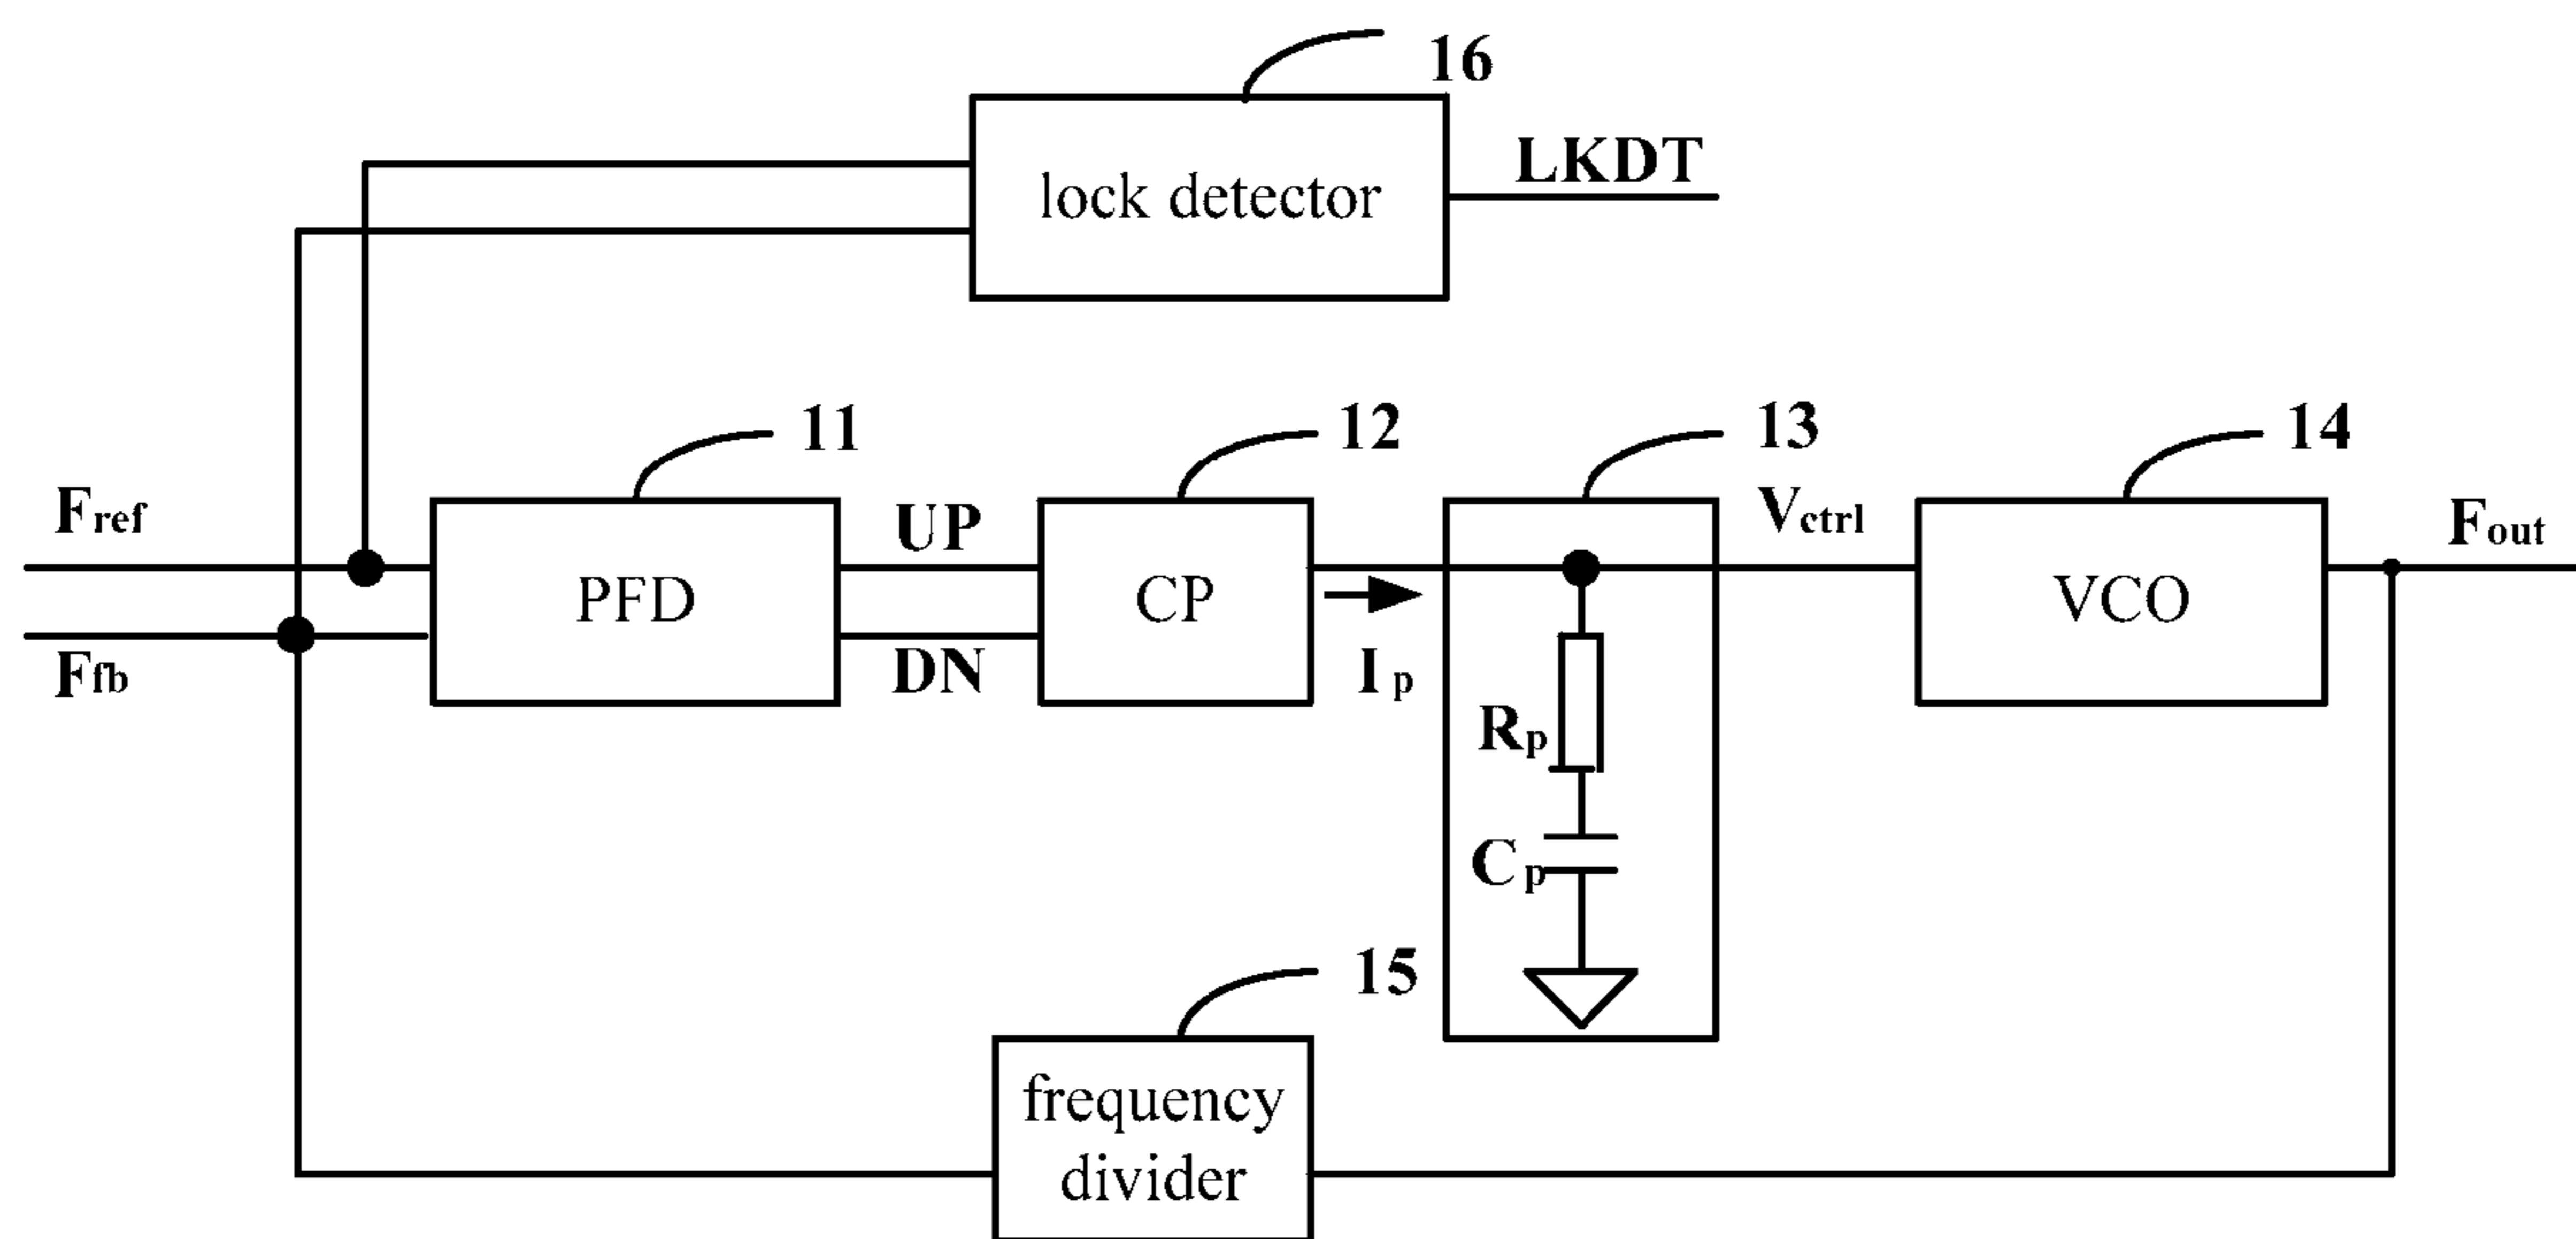 16
LKDT
lock detector
11
12
13
14
Fref
UP
Vctrl
Fout
PFD
CP
VCO
Ffb
DN
Ip
Rp
Cp
15
frequency
divider